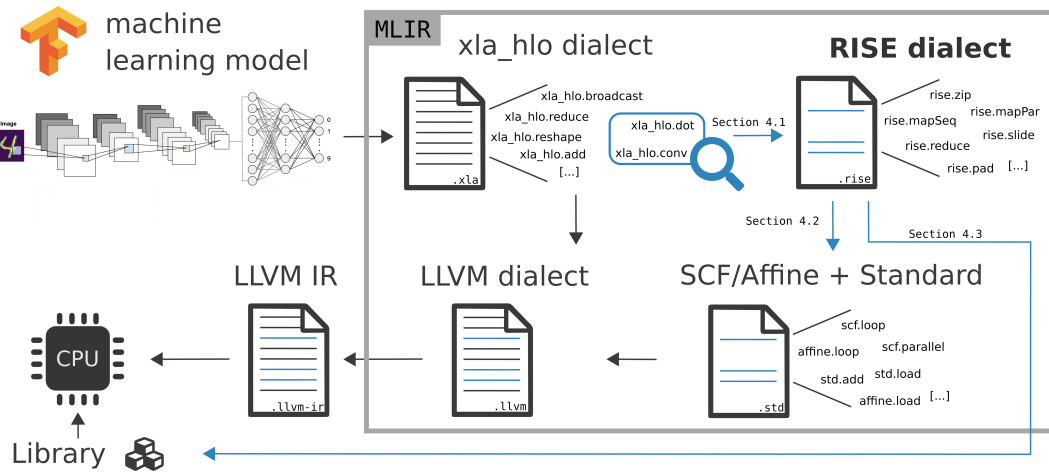 machine
learning model
Image
0
1
9
MLIR
xla_hlo dialect
.xla
xla_hlo.broadcast
xla_hlo.reduce
xla_hlo.reshape
xla_hlo.add
[...]
xla_hlo.dot
xla_hlo.conv
Section 4.1
RISE dialect
.rise
rise.zip
rise.mapPar
rise.mapSeq
rise.slide
rise.reduce
rise.pad
[...]
Section 4.2
Section 4.3
SCF/Affine + Standard
.std
scf.loop
affine.loop
scf.parallel
std.add
std.load
affine.load
[...]
LLVM dialect
.llvm
LLVM IR
.llvm-ir
CPU
Library